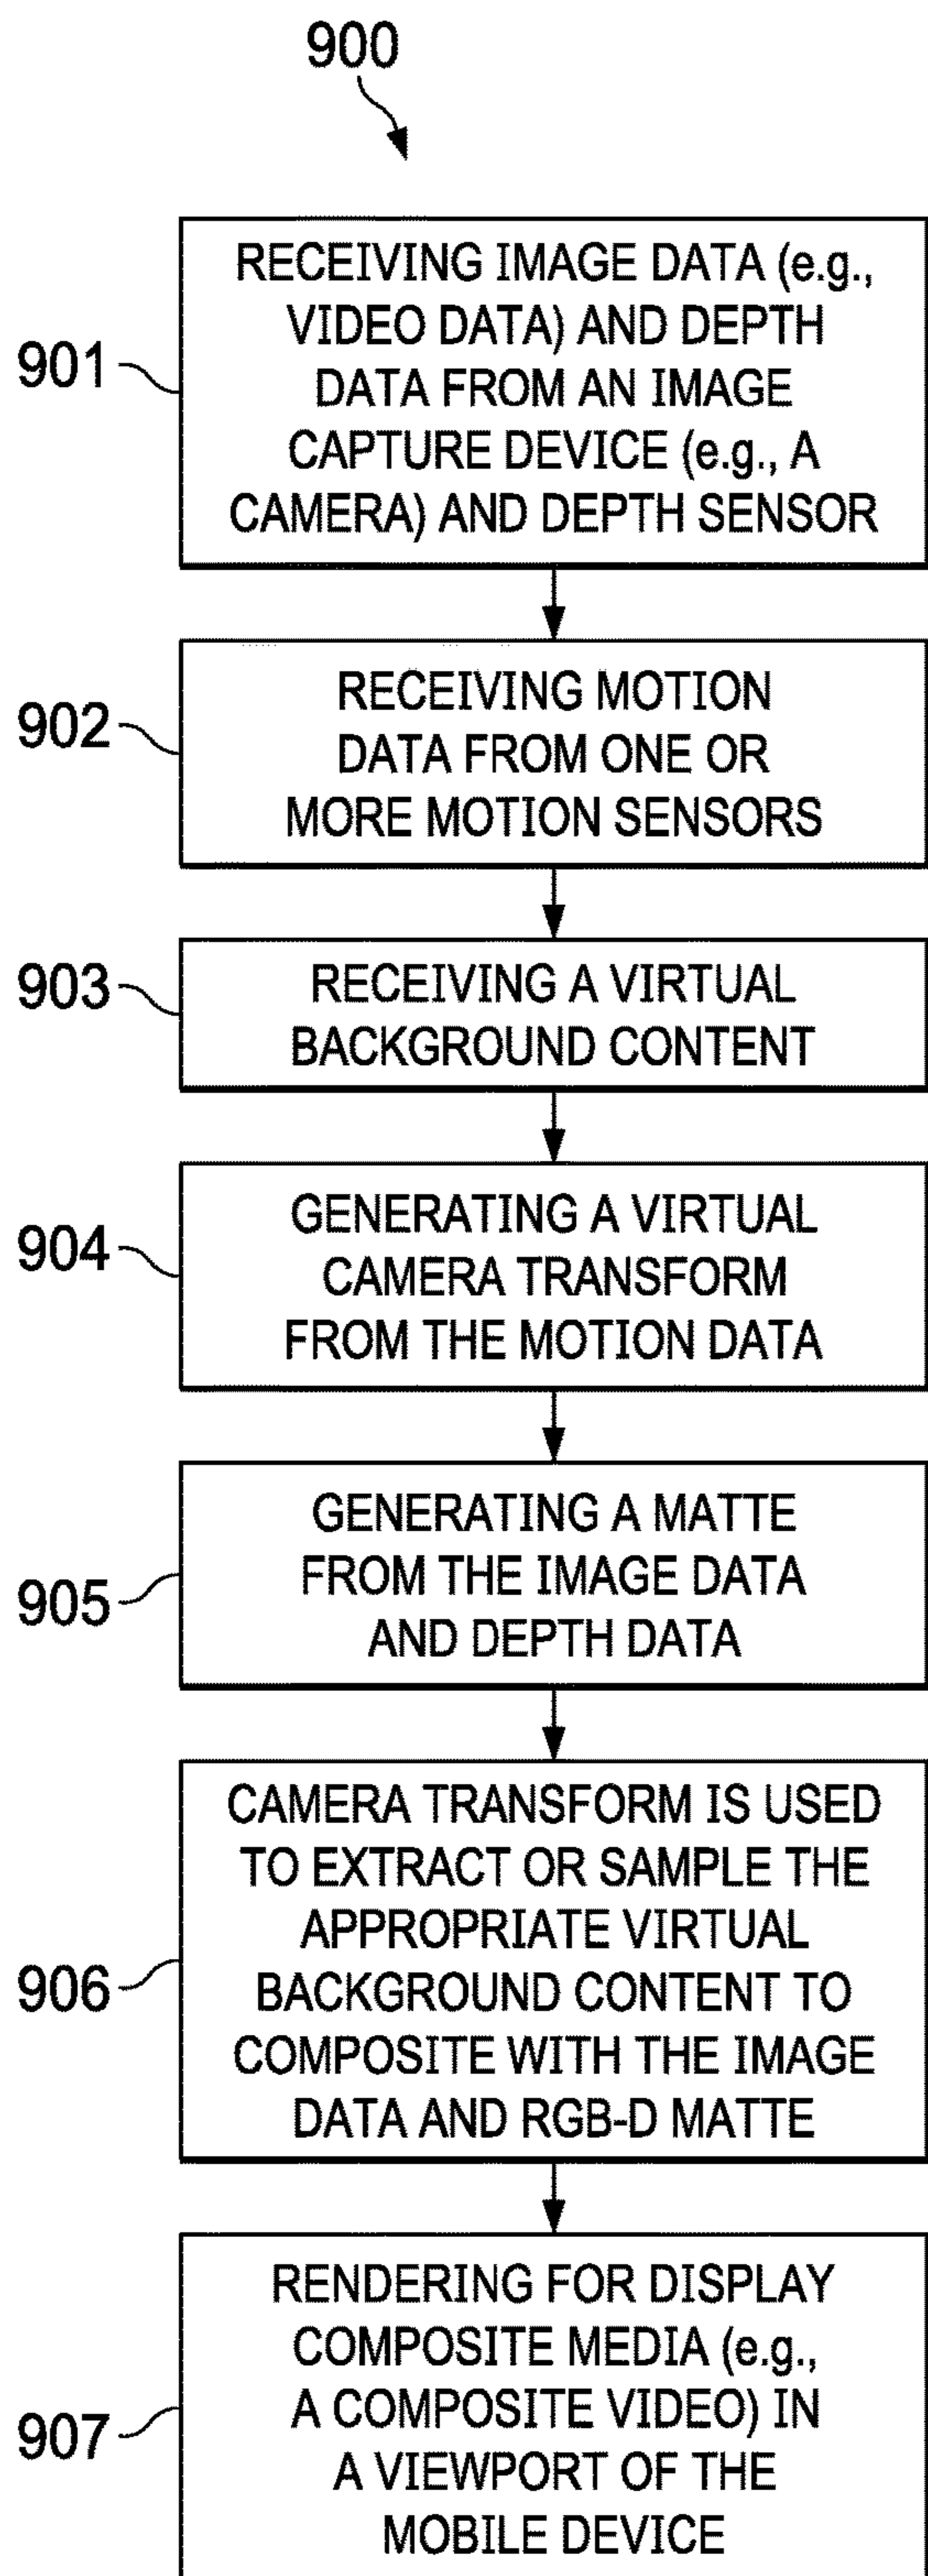 900
901
RECEIVING IMAGE DATA (e.g.,
VIDEO DATA) AND DEPTH
DATA FROM AN IMAGE
CAPTURE DEVICE (e.g., A
CAMERA) AND DEPTH SENSOR
902
RECEIVING MOTION
DATA FROM ONE OR
MORE MOTION SENSORS
903
RECEIVING A VIRTUAL
BACKGROUND CONTENT
904
GENERATING A VIRTUAL
CAMERA TRANSFORM
FROM THE MOTION DATA
905
GENERATING A MATTE
FROM THE IMAGE DATA
AND DEPTH DATA
906
CAMERA TRANSFORM IS USED
TO EXTRACT OR SAMPLE THE
APPROPRIATE VIRTUAL
BACKGROUND CONTENT TO
COMPOSITE WITH THE IMAGE
DATA AND RGB-D MATTE
907
RENDERING FOR DISPLAY
COMPOSITE MEDIA (e.g.,
A COMPOSITE VIDEO) IN
A VIEWPORT OF THE
MOBILE DEVICE